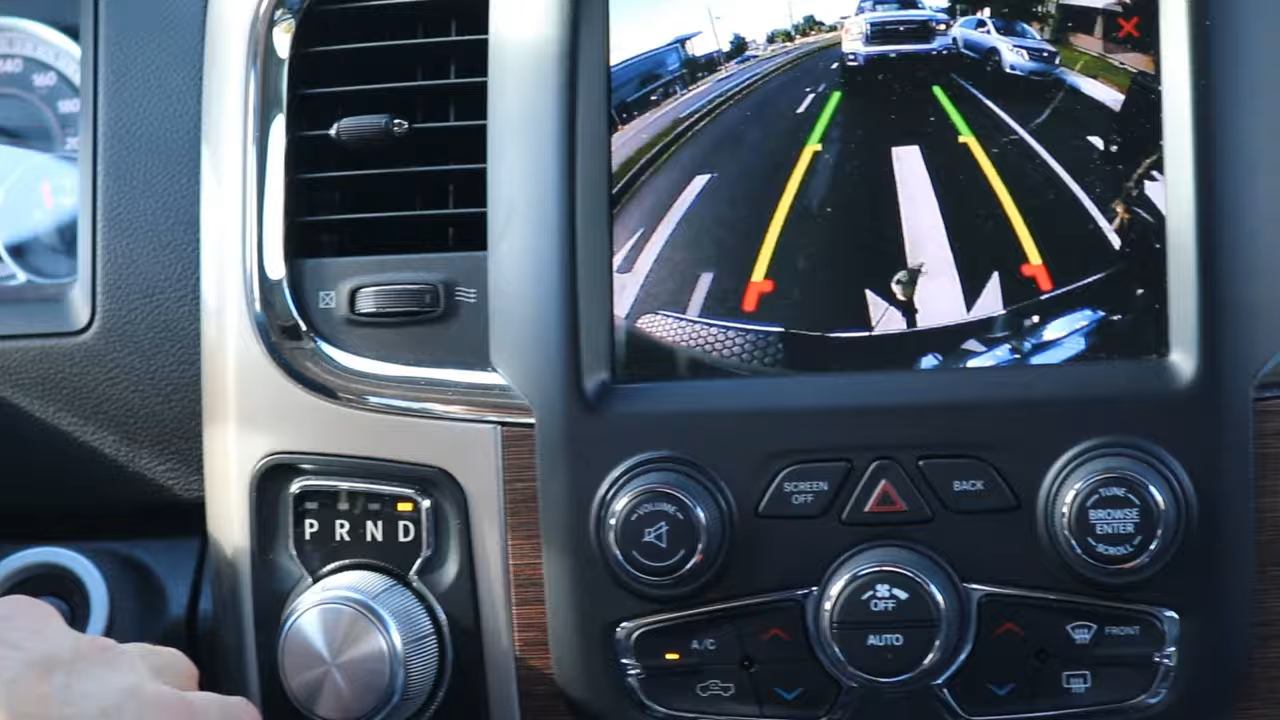 140
160
180
P R N D
SCREEN
OFF
BACK
VOLUME
TUNE
BROWSE
ENTER
SCROLL
OFF
AUTO
A/C
FRONT